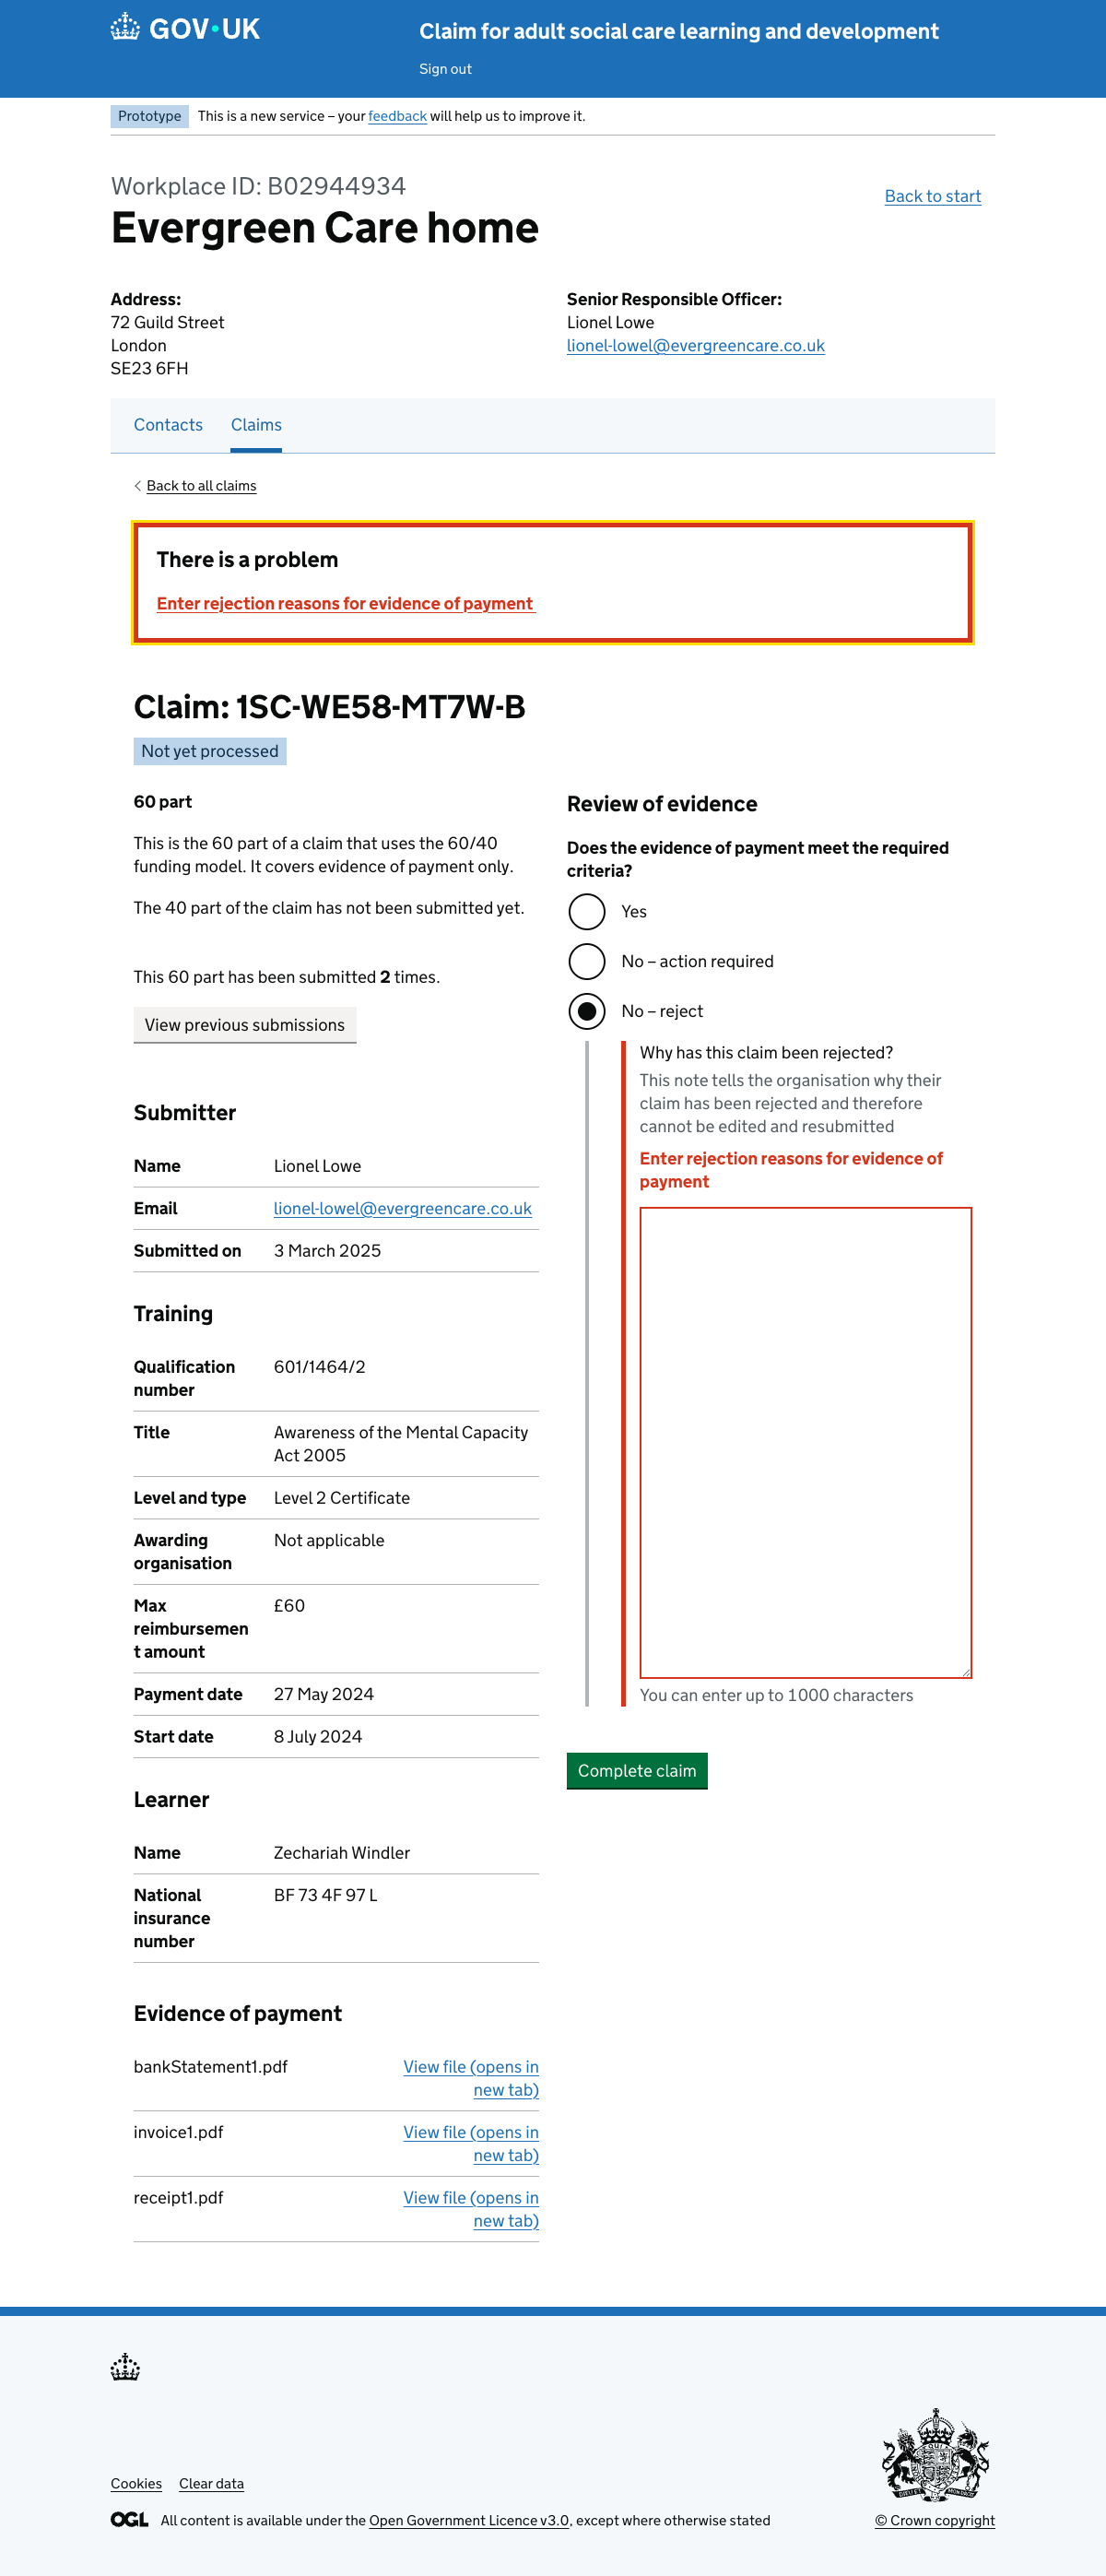 GOV·UK
Claim for adult social care learning and development
Sign out
Prototype
This is a new service – your feedback will help us to improve it.
Workplace ID: B02944934
Evergreen Care home
Back to start
Address:
72 Guild Street
London
SE23 6FH
Senior Responsible Officer:
Lionel Lowe
lionel-lowel@evergreencare.co.uk
Contacts
Claims
Back to all claims
There is a problem
Enter rejection reasons for evidence of payment
Claim: 1SC-WE58-MT7W-B
Not yet processed
60 part
This is the 60 part of a claim that uses the 60/40
funding model. It covers evidence of payment only.
The 40 part of the claim has not been submitted yet.
This 60 part has been submitted 2 times.
View previous submissions
Submitter
Name
Lionel Lowe
Email
lionel-lowel@evergreencare.co.uk
Submitted on
3 March 2025
Training
Qualification
number
601/1464/2
Title
Awareness of the Mental Capacity
Act 2005
Level and type
Level 2 Certificate
Awarding
organisation
Not applicable
Max
reimbursemen
t amount
£60
Payment date
27 May 2024
Start date
8 July 2024
Learner
Name
Zechariah Windler
National
insurance
number
BF 73 4F 97 L
Evidence of payment
bankStatement1.pdf
View file (opens in
new tab)
invoice1.pdf
View file (opens in
new tab)
receipt1.pdf
View file (opens in
new tab)
Review of evidence
Does the evidence of payment meet the required
criteria?
Yes
No – action required
No – reject
Why has this claim been rejected?
This note tells the organisation why their
claim has been rejected and therefore
cannot be edited and resubmitted
Enter rejection reasons for evidence of
payment
You can enter up to 1000 characters
Complete claim
Cookies
Clear data
OGL
All content is available under the Open Government Licence v3.0, except where otherwise stated
© Crown copyright